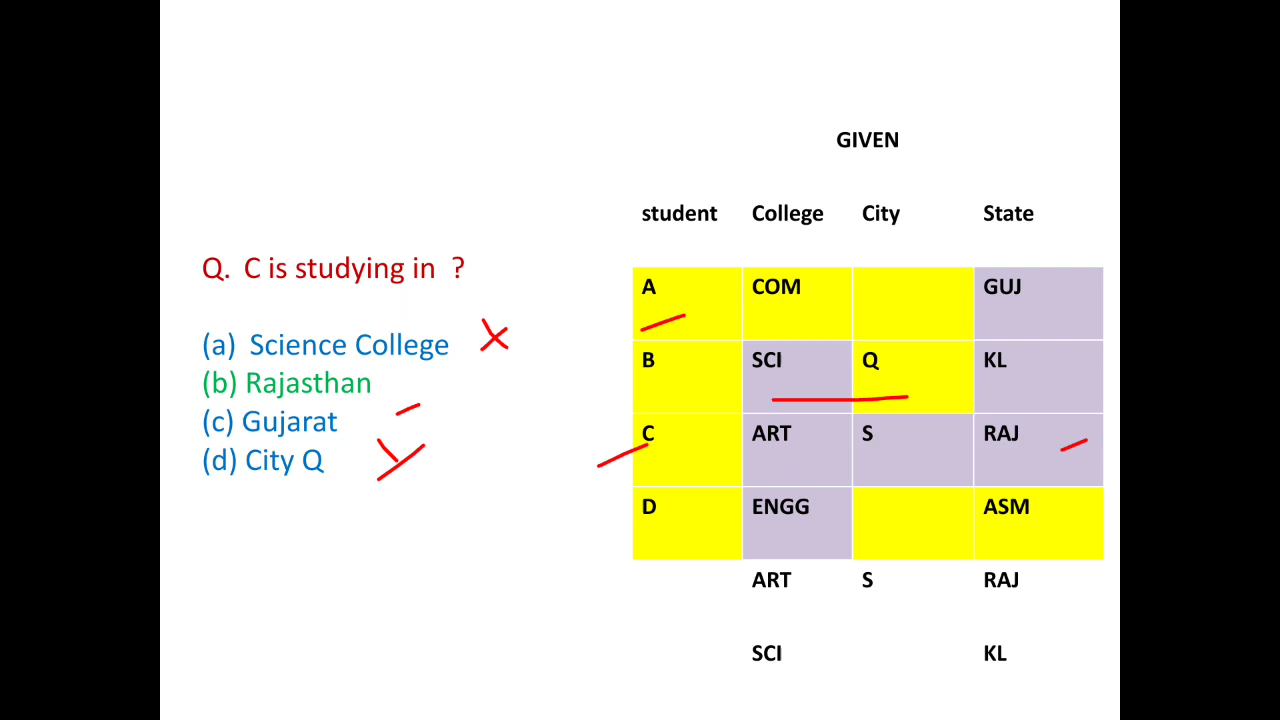 GIVEN
student College City State
Q. C is studying in ?
(a) Science College
(b) Rajasthan
(c) Gujarat
(d) City Q
A COM GUJ
B SCI Q KL
C ART S RAJ
D ENGG ASM
ART S RAJ
SCI KL